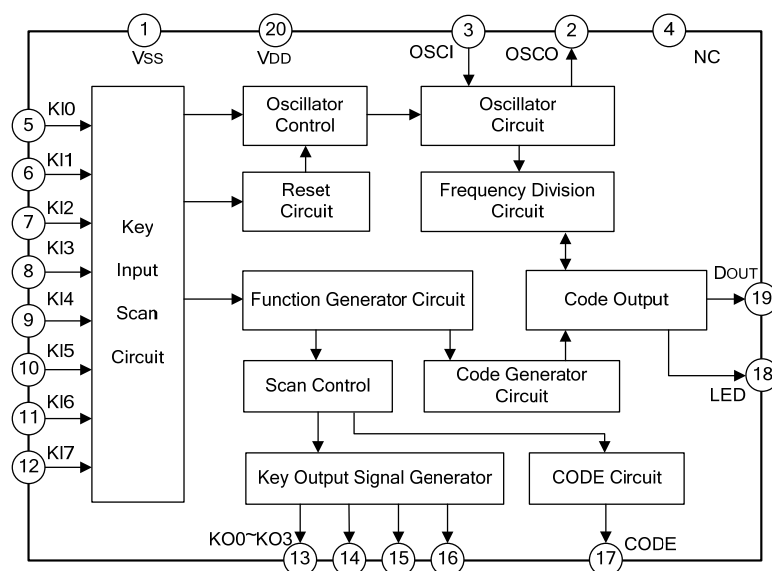 1
20
3
2
4
VSS
VDD
OSCI
OSCO
NC
5
KI0
6
KI1
7
KI2
8
KI3
9
KI4
10
KI5
11
KI6
12
KI7
Key
Input
Scan
Circuit
Oscillator
Control
Oscillator
Circuit
Reset
Circuit
Frequency Division
Circuit
Function Generator Circuit
Code Output
DOUT
19
Scan Control
Code Generator
Circuit
LED
18
Key Output Signal Generator
CODE Circuit
KO0~KO3
13
14
15
16
17
CODE